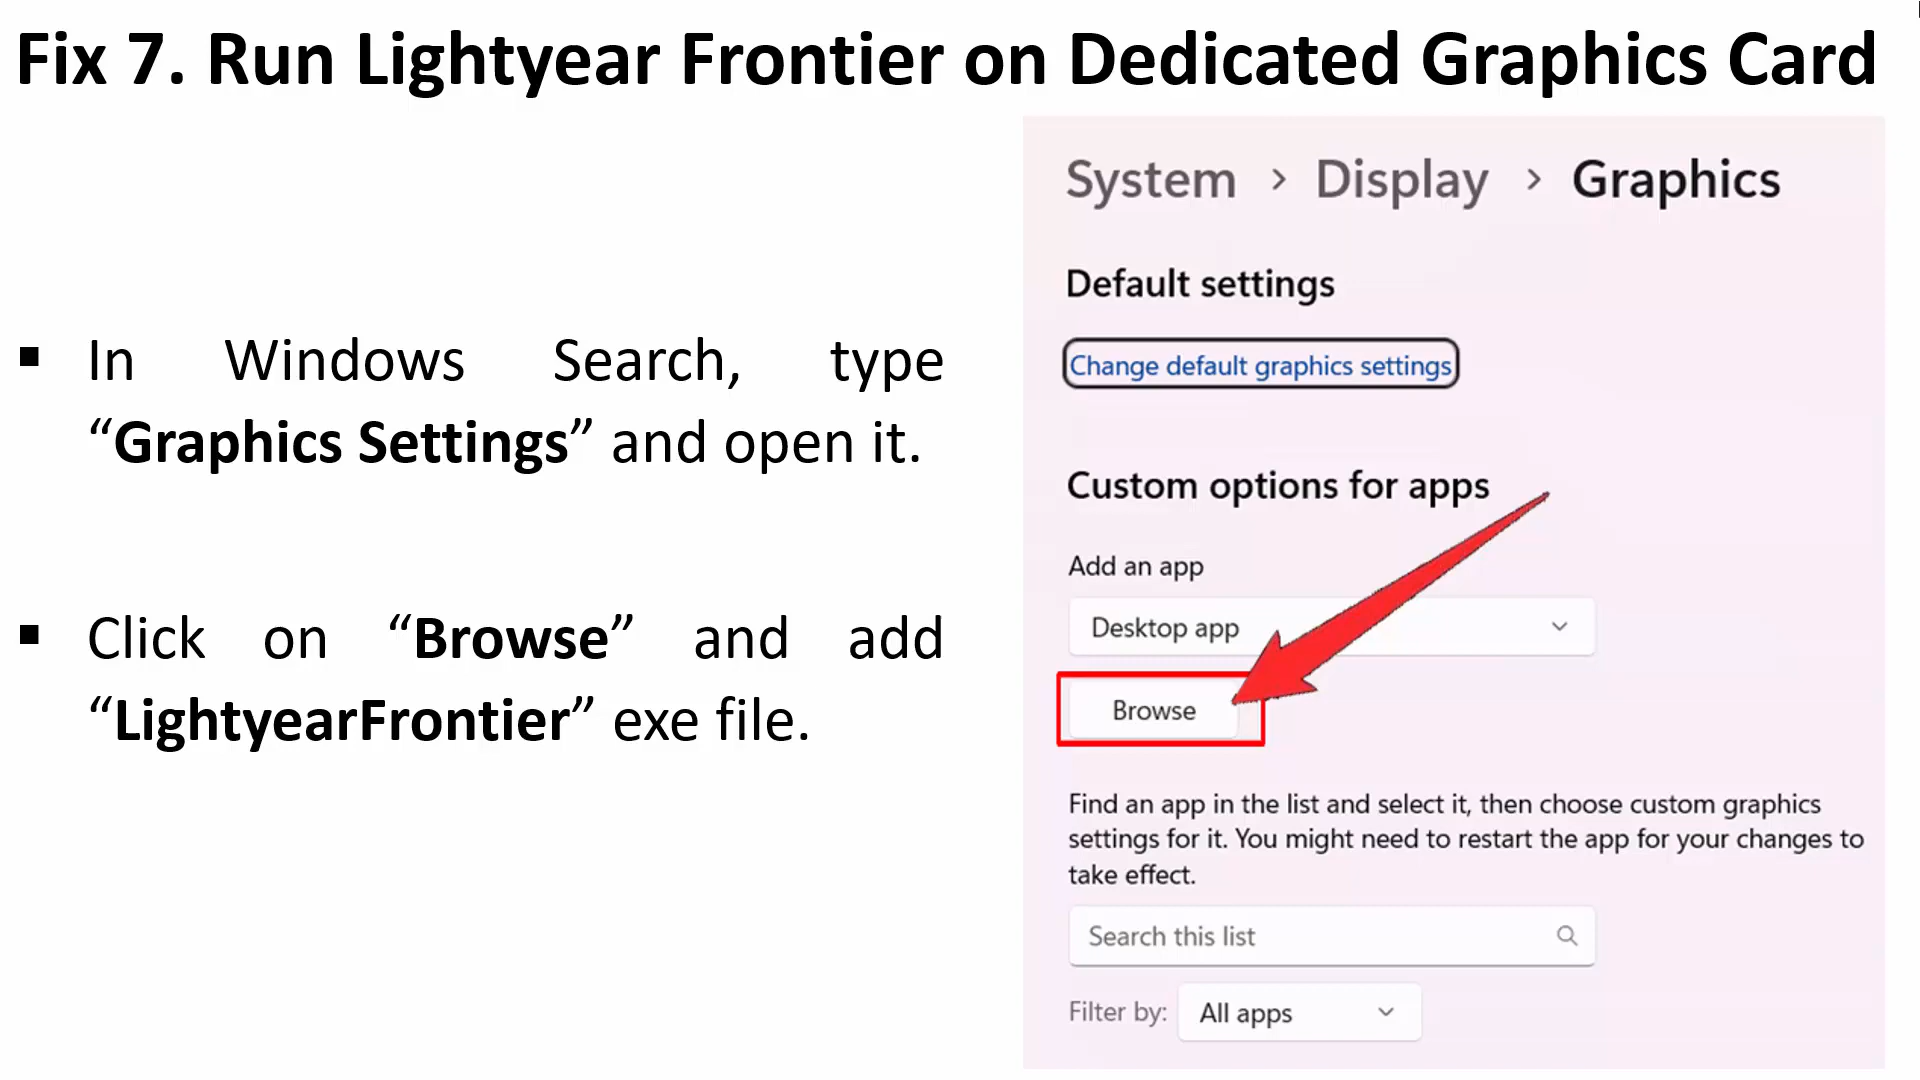 Fix 7. Run Lightyear Frontier on Dedicated Graphics Card
▪ In Windows Search, type
“Graphics Settings” and open it.
▪ Click on “Browse” and add
“LightyearFrontier” exe file.
System > Display > Graphics
Default settings
Change default graphics settings
Custom options for apps
Add an app
Desktop app
Browse
Find an app in the list and select it, then choose custom graphics
settings for it. You might need to restart the app for your changes to
take effect.
Search this list
Filter by: All apps